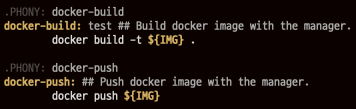 .PHONY: docker-build
docker-build: test ## Build docker image with the manager.
	docker build -t ${IMG} .

.PHONY: docker-push
docker-push: ## Push docker image with the manager.
	docker push ${IMG}